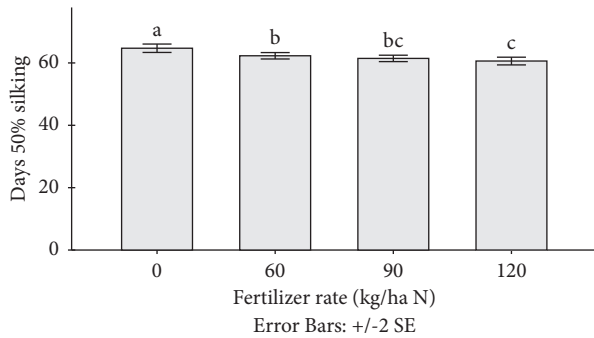 Days 50% silking
60
40
20
0
a
b
bc
c
0 60 90 120
Fertilizer rate (kg/ha N)
Error Bars: +/-2 SE